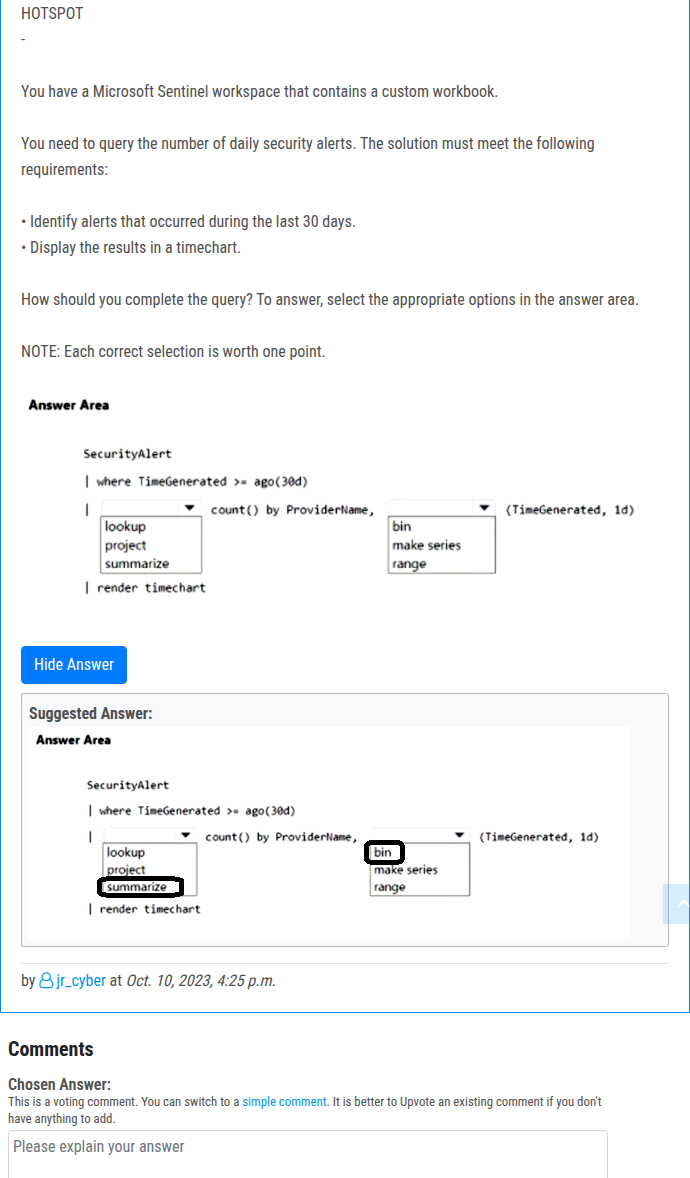 HOTSPOT
-
You have a Microsoft Sentinel workspace that contains a custom workbook.
You need to query the number of daily security alerts. The solution must meet the following
requirements:
• Identify alerts that occurred during the last 30 days.
• Display the results in a timechart.
How should you complete the query? To answer, select the appropriate options in the answer area.
NOTE: Each correct selection is worth one point.
Answer Area
SecurityAlert
| where TimeGenerated >= ago(30d)
| count() by ProviderName, (TimeGenerated, 1d)
lookup bin
project make series
summarize range
| render timechart
Hide Answer
Suggested Answer:
Answer Area
SecurityAlert
| where TimeGenerated >= ago(30d)
| count() by ProviderName, (TimeGenerated, 1d)
lookup bin
project make series
summarize range
| render timechart
by jr_cyber at Oct. 10, 2023, 4:25 p.m.
Comments
Chosen Answer:
This is a voting comment. You can switch to a simple comment. It is better to Upvote an existing comment if you don't
have anything to add.
Please explain your answer